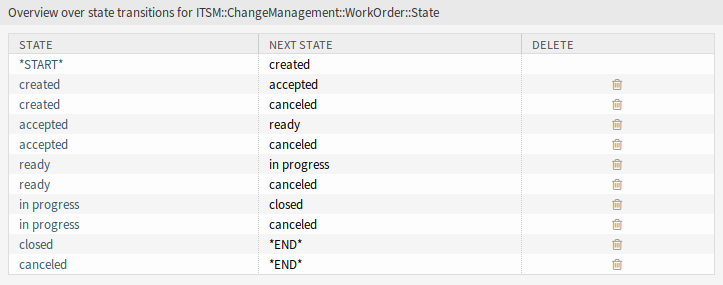 Overview over state transitions for ITSM::ChangeManagement::WorkOrder::State
STATE NEXT STATE DELETE
*START* created
created accepted
created canceled
accepted ready
accepted canceled
ready in progress
ready canceled
in progress closed
in progress canceled
closed *END*
canceled *END*